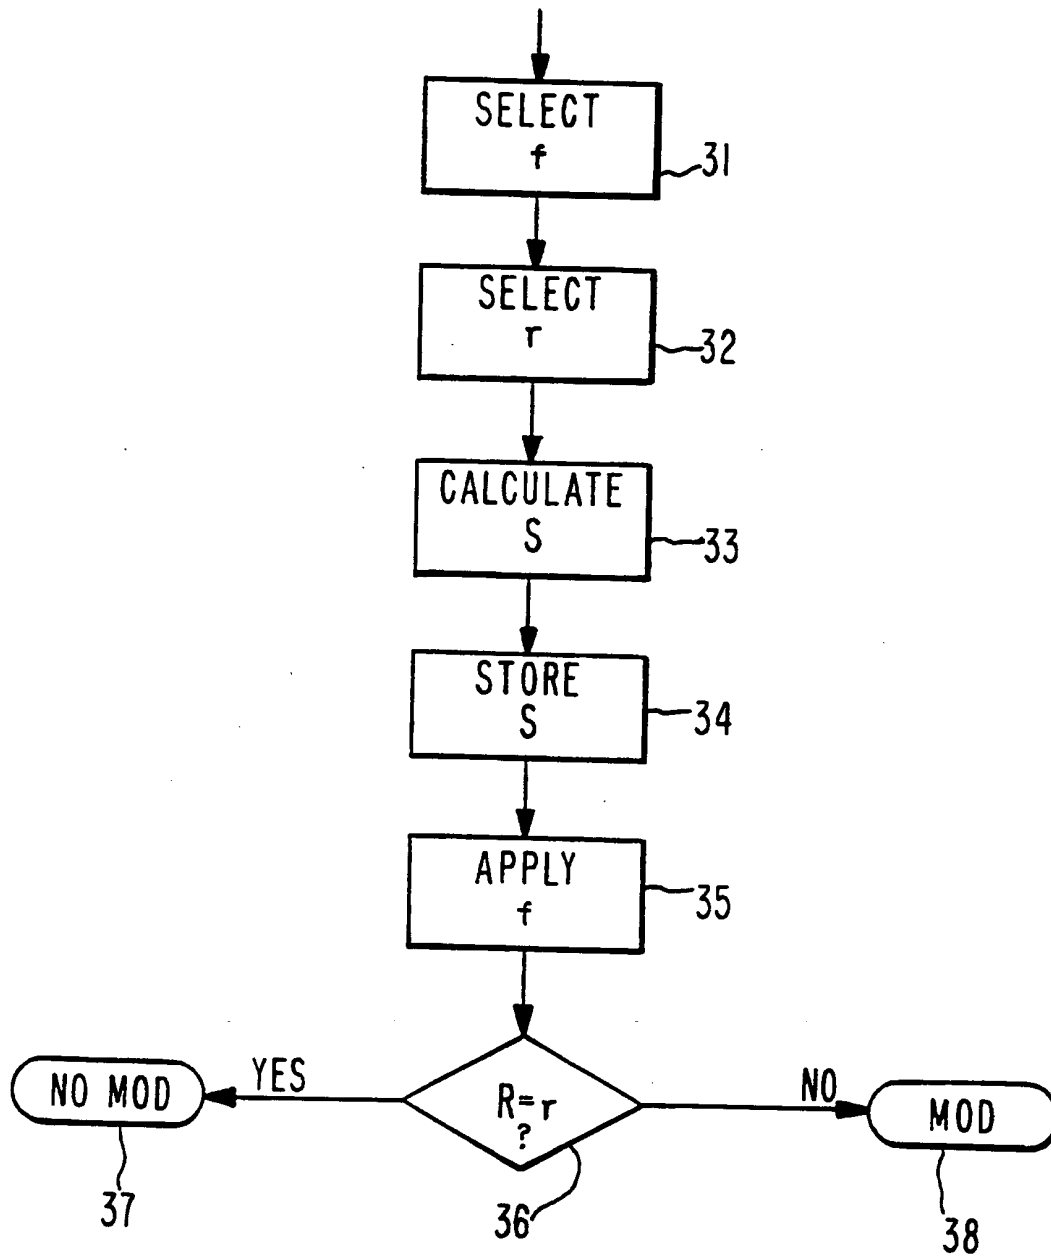 SELECT
f
31
SELECT
r
32
CALCULATE
S
33
STORE
S
34
APPLY
f
35
YES
NO
NO MOD
R=r
?
MOD
37
36
38